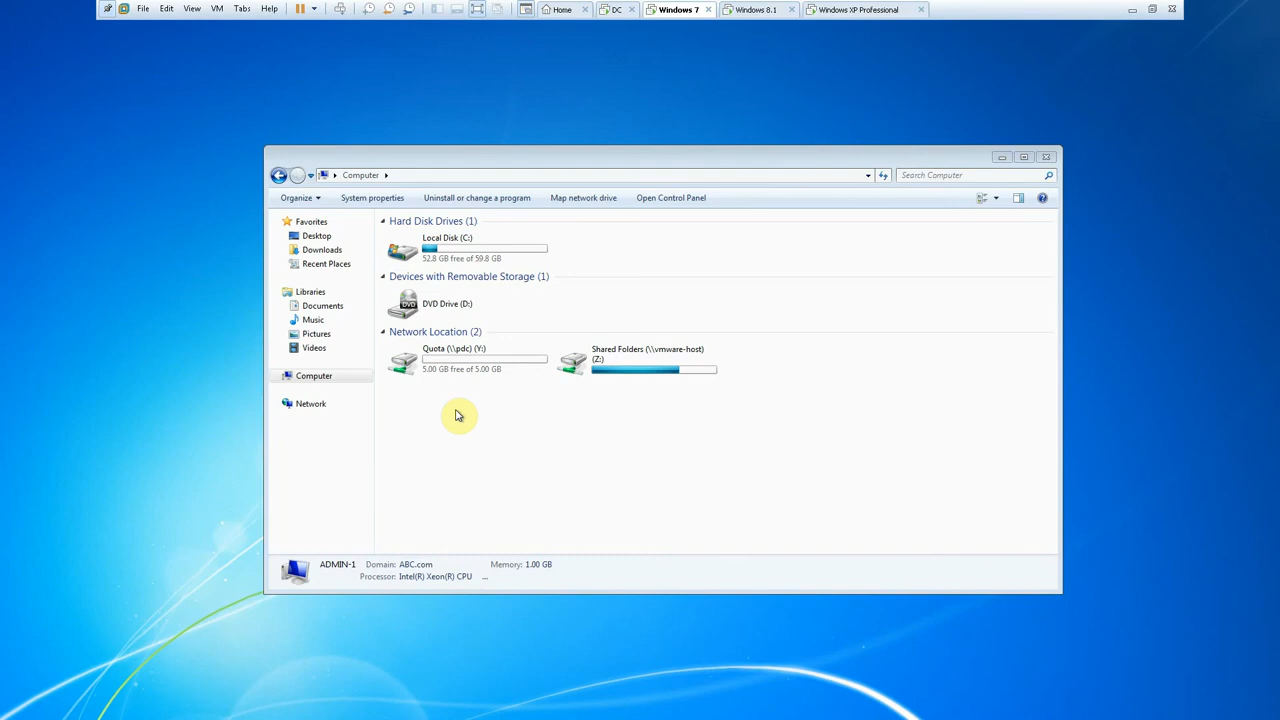 File Edit View VM Tabs Help Home DC Windows 7 Windows 8.1 Windows XP Professional
Computer Search Computer
Organize System properties Uninstall or change a program Map network drive Open Control Panel
Favorites
Desktop
Downloads
Recent Places
Libraries
Documents
Music
Pictures
Videos
Computer
Network
Hard Disk Drives (1)
Local Disk (C:)
52.8 GB free of 59.8 GB
Devices with Removable Storage (1)
DVD
DVD Drive (D:)
Network Location (2)
Quota (\\pdc) (Y:)
5.00 GB free of 5.00 GB
Shared Folders (\\vmware-host)
(Z:)
ADMIN-1 Domain: ABC.com Memory: 1.00 GB
Processor: Intel(R) Xeon(R) CPU ...